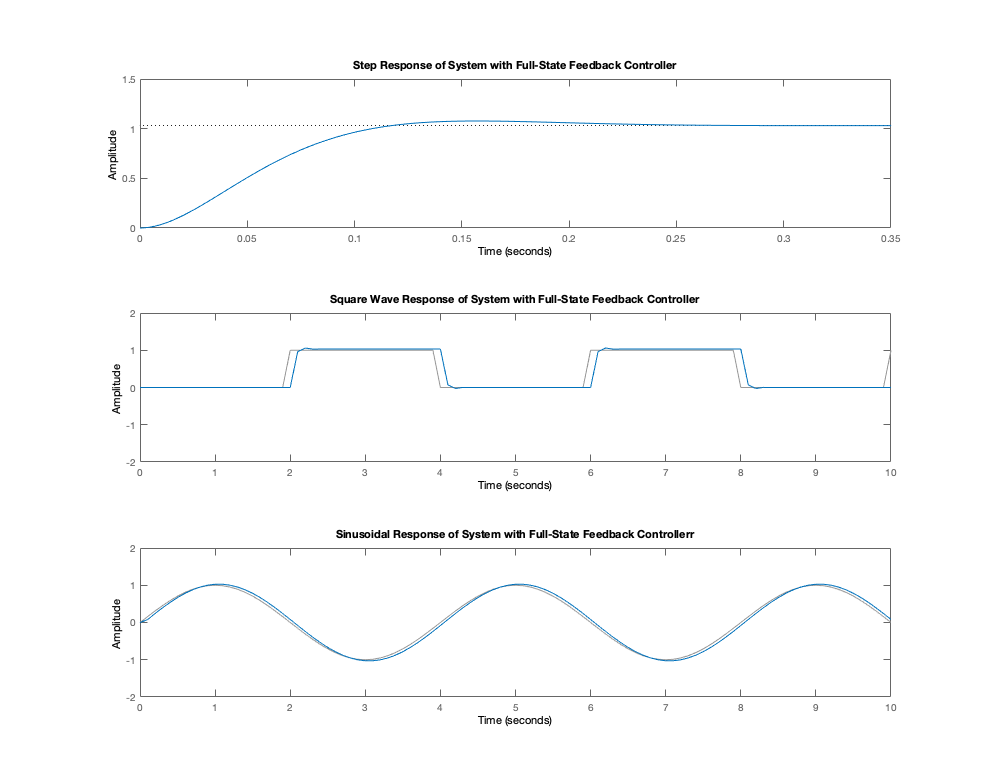 Step Response of System with Full-State Feedback Controller
1.5
1
0.5
0
Amplitude
0 0.05 0.1 0.15 0.2 0.25 0.3 0.35
Time (seconds)
Square Wave Response of System with Full-State Feedback Controller
2
1
0
-1
-2
Amplitude
0 1 2 3 4 5 6 7 8 9 10
Time (seconds)
Sinusoidal Response of System with Full-State Feedback Controllerr
2
1
0
-1
-2
Amplitude
0 1 2 3 4 5 6 7 8 9 10
Time (seconds)